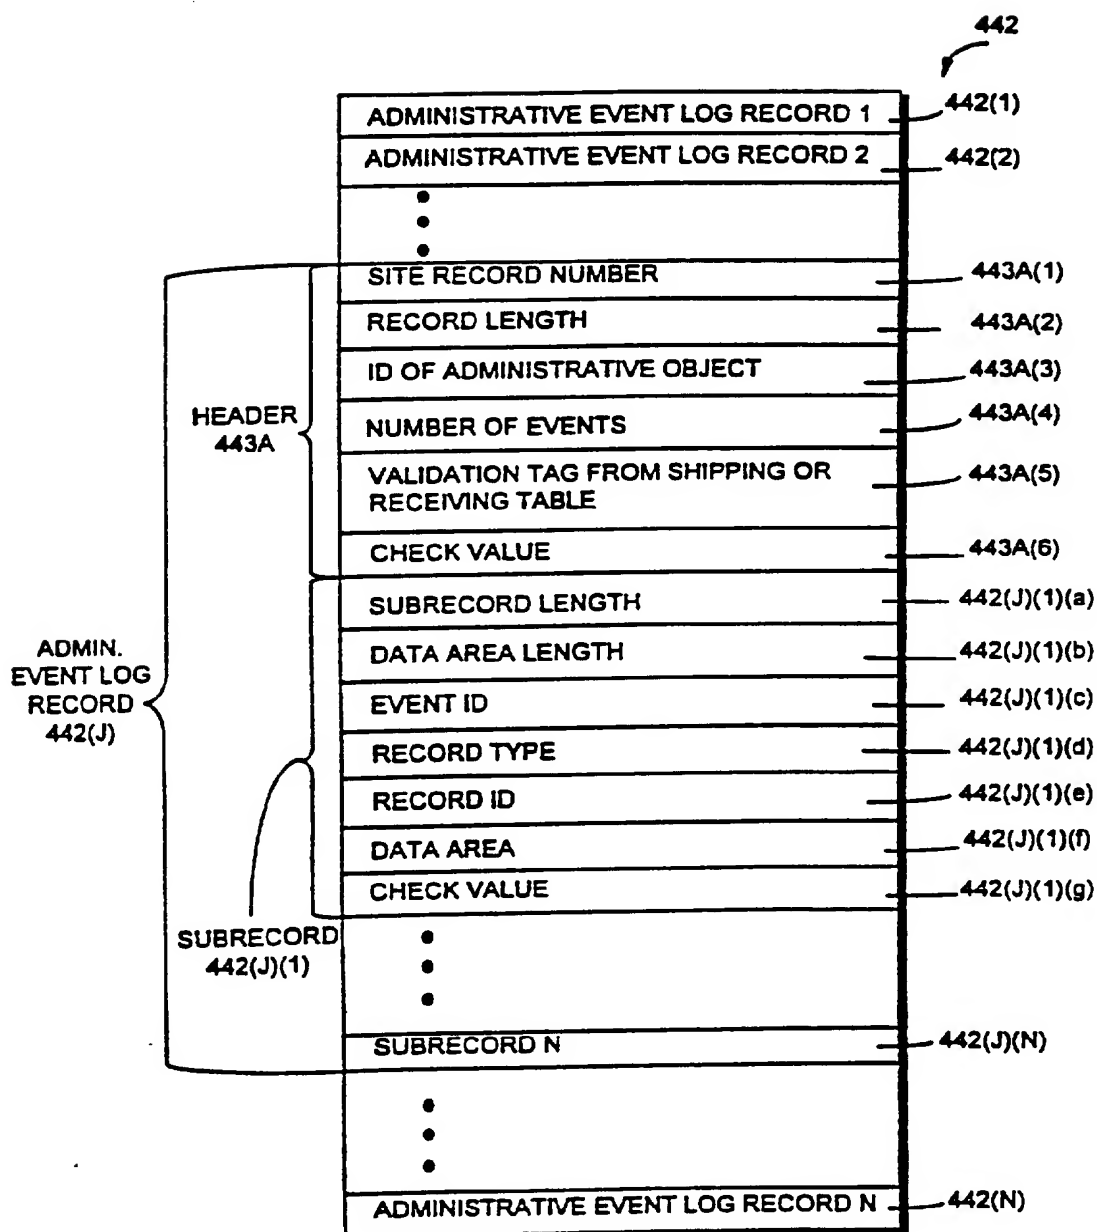 442
ADMINISTRATIVE EVENT LOG RECORD 1 442(1)
ADMINISTRATIVE EVENT LOG RECORD 2 442(2)
SITE RECORD NUMBER 443A(1)
RECORD LENGTH 443A(2)
ID OF ADMINISTRATIVE OBJECT 443A(3)
HEADER
443A
NUMBER OF EVENTS 443A(4)
VALIDATION TAG FROM SHIPPING OR
RECEIVING TABLE
443A(5)
CHECK VALUE 443A(6)
SUBRECORD LENGTH 442(J)(1)(a)
ADMIN.
EVENT LOG
RECORD
442(J)
DATA AREA LENGTH 442(J)(1)(b)
EVENT ID 442(J)(1)(c)
RECORD TYPE 442(J)(1)(d)
RECORD ID 442(J)(1)(e)
DATA AREA 442(J)(1)(f)
CHECK VALUE 442(J)(1)(g)
SUBRECORD
442(J)(1)
SUBRECORD N 442(J)(N)
ADMINISTRATIVE EVENT LOG RECORD N 442(N)